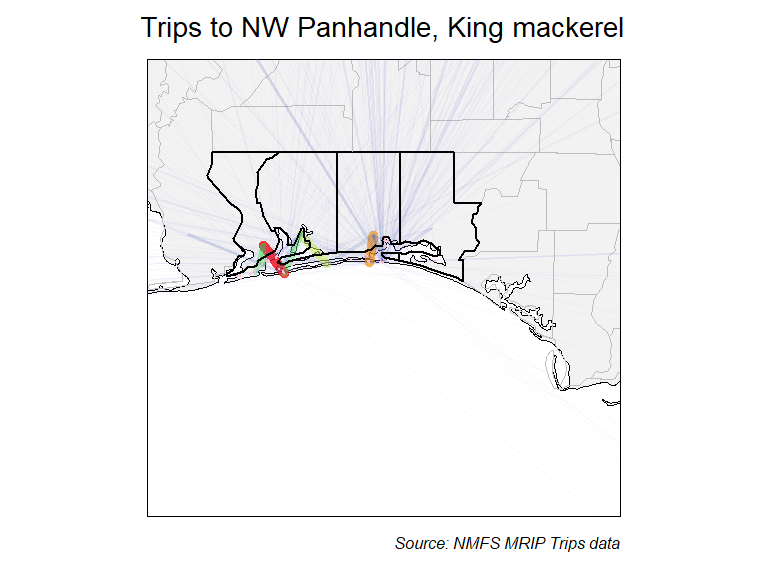 Trips to NW Panhandle, King mackerel
Source: NMFS MRIP Trips data